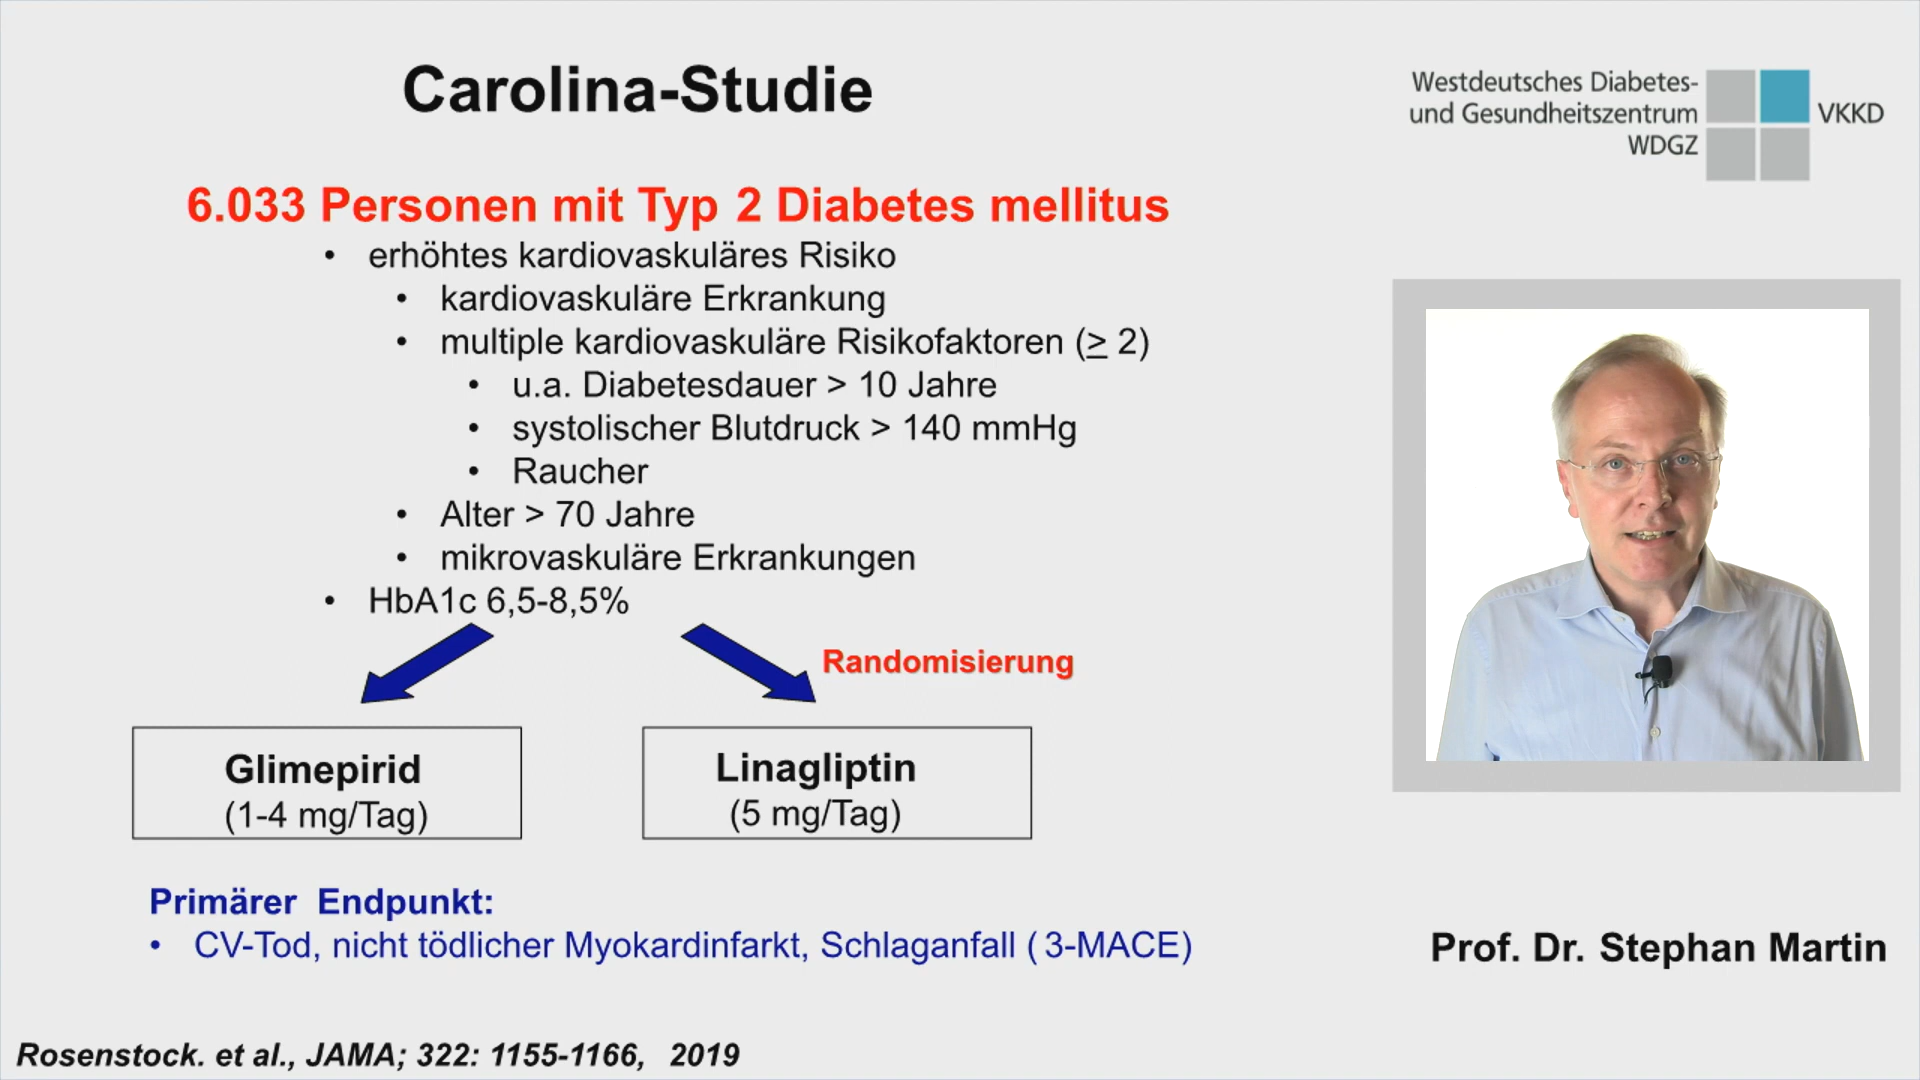 Carolina-Studie
Westdeutsches Diabetes-
und Gesundheitszentrum
WDGZ
VKKD
6.033 Personen mit Typ 2 Diabetes mellitus
• erhöhtes kardiovaskuläres Risiko
• kardiovaskuläre Erkrankung
• multiple kardiovaskuläre Risikofaktoren (≥ 2)
• u.a. Diabetesdauer > 10 Jahre
• systolischer Blutdruck > 140 mmHg
• Raucher
• Alter > 70 Jahre
• mikrovaskuläre Erkrankungen
• HbA1c 6,5-8,5%
Randomisierung
Glimepirid
(1-4 mg/Tag)
Linagliptin
(5 mg/Tag)
Primärer Endpunkt:
• CV-Tod, nicht tödlicher Myokardinfarkt, Schlaganfall (3-MACE)
Prof. Dr. Stephan Martin
Rosenstock. et al., JAMA; 322: 1155-1166, 2019